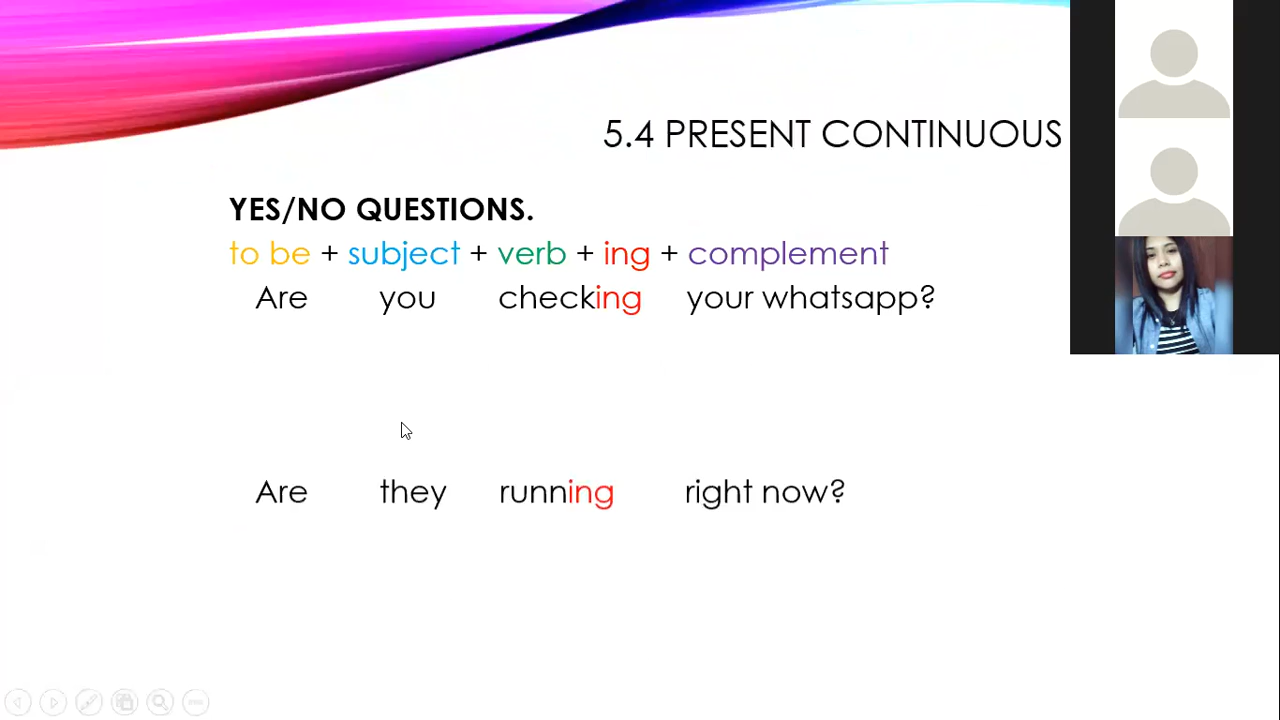 5.4 PRESENT CONTINUOUS
YES/NO QUESTIONS.
to be + subject + verb + ing + complement
Are you checking your whatsapp?
Are they running right now?